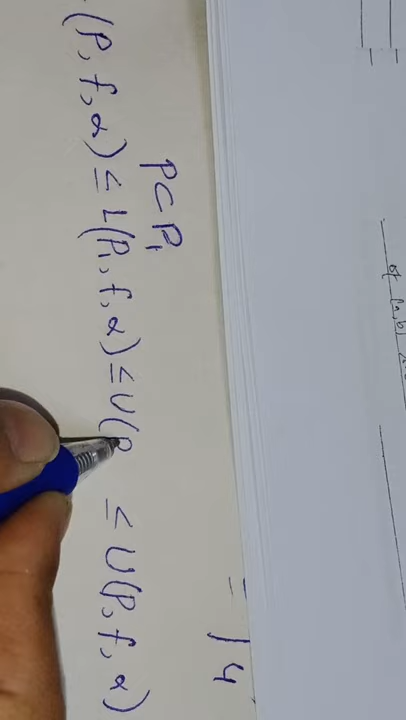 P ⊂ P₁
(P, f, α) ≤ L(P₁, f, α) ≤ U(P ≤ U(P, f, α)